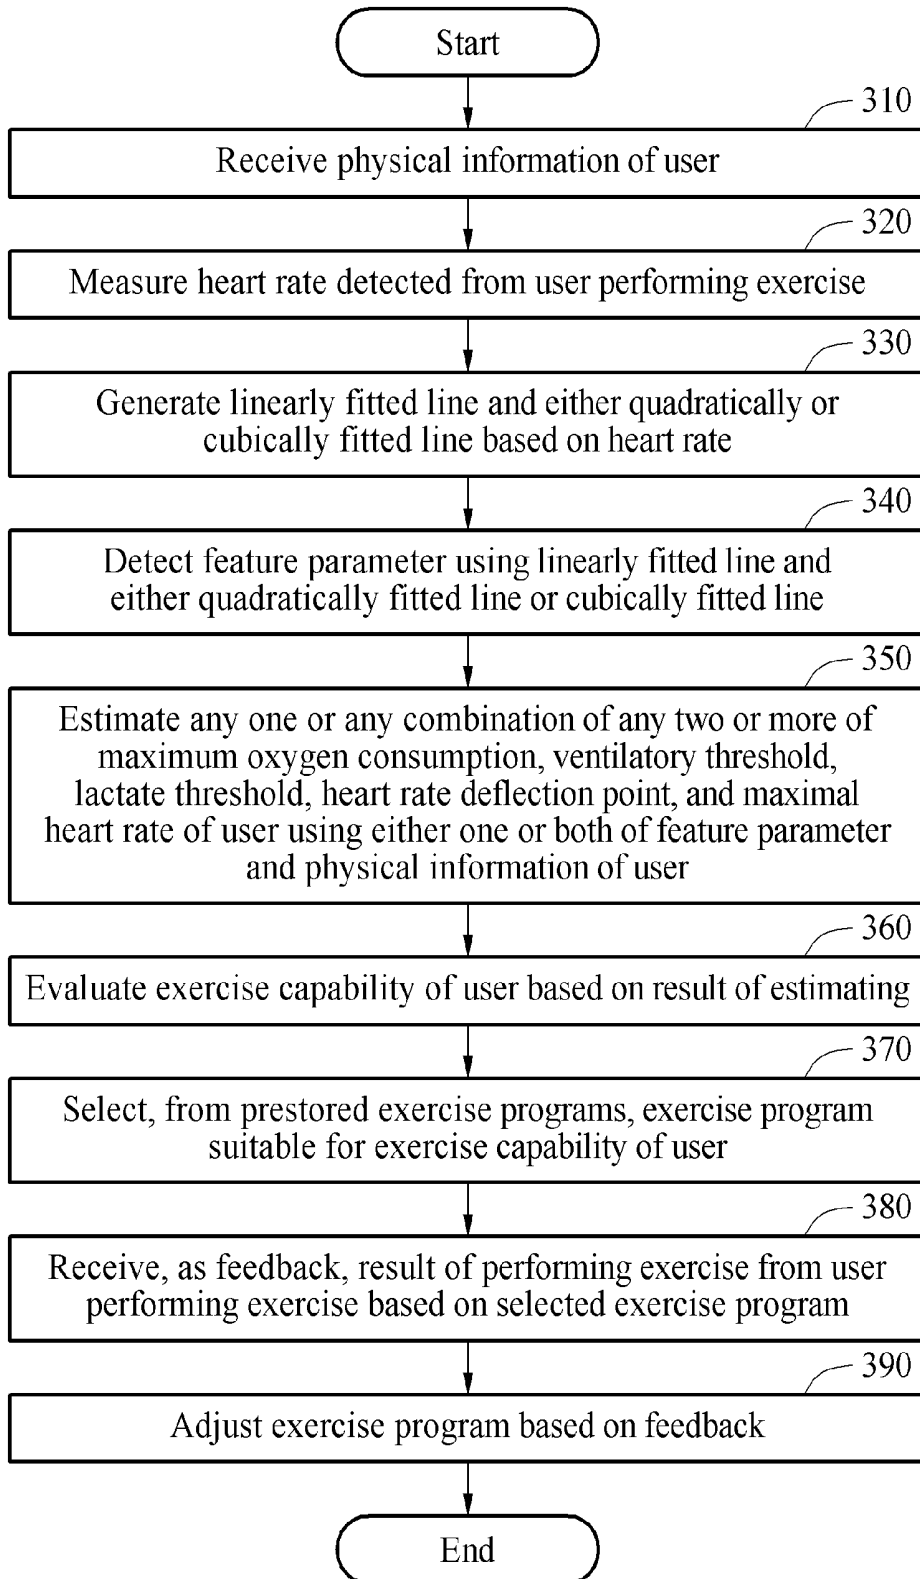 Start
310
Receive physical information of user
320
Measure heart rate detected from user performing exercise
330
Generate linearly fitted line and either quadratically or
cubically fitted line based on heart rate
340
Detect feature parameter using linearly fitted line and
either quadratically fitted line or cubically fitted line
350
Estimate any one or any combination of any two or more of
maximum oxygen consumption, ventilatory threshold,
lactate threshold, heart rate deflection point, and maximal
heart rate of user using either one or both of feature parameter
and physical information of user
360
Evaluate exercise capability of user based on result of estimating
370
Select, from prestored exercise programs, exercise program
suitable for exercise capability of user
380
Receive, as feedback, result of performing exercise from user
performing exercise based on selected exercise program
390
Adjust exercise program based on feedback
End